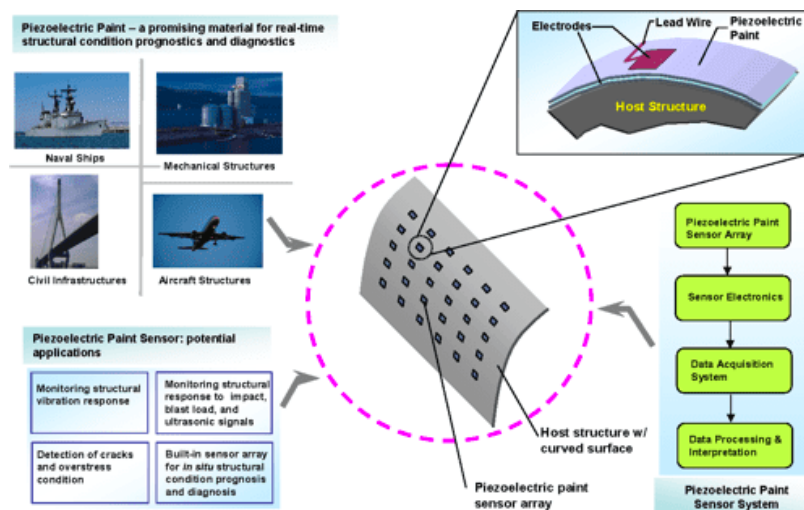 Piezoelectric Paint – a promising material for real-time
structural condition prognostics and diagnostics
Naval Ships
Mechanical Structures
Civil Infrastructures
Aircraft Structures
Piezoelectric Paint Sensor: potential
applications
Monitoring structural
vibration response
Monitoring structural
response to impact,
blast load, and
ultrasonic signals
Detection of cracks
and overstress
condition
Built-in sensor array
for in situ structural
condition prognosis
and diagnosis
Electrodes
Lead Wire
Piezoelectric
Paint
Host Structure
Host structure w/
curved surface
Piezoelectric paint
sensor array
Piezoelectric Paint
Sensor Array
Sensor Electronics
Data Acquisition
System
Data Processing &
Interpretation
Piezoelectric Paint
Sensor System